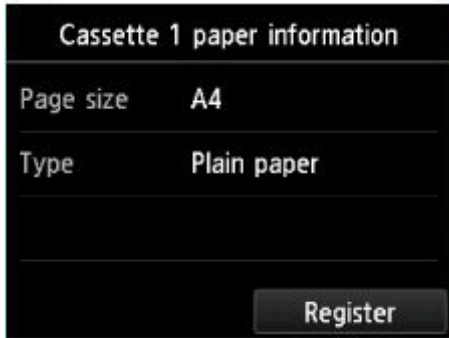 Cassette 1 paper information
Page size A4
Type Plain paper
Register